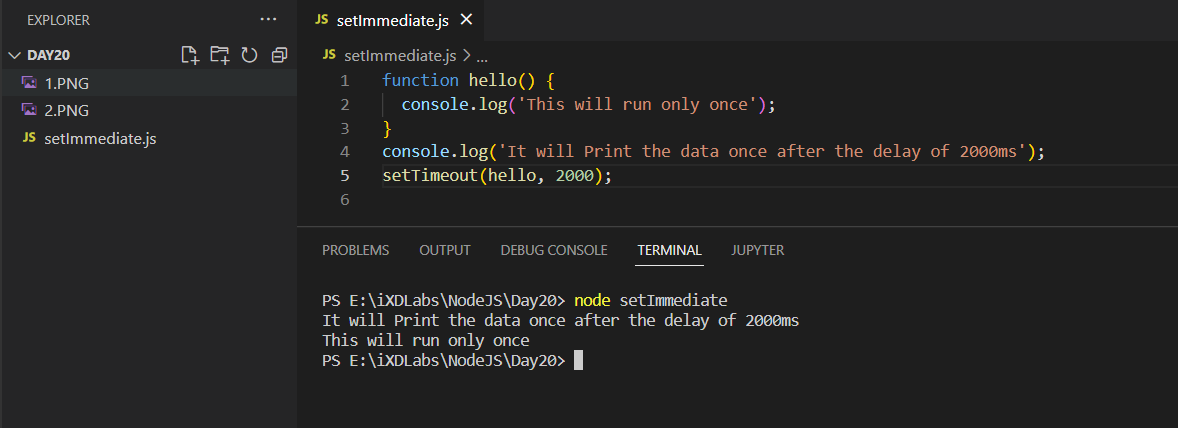 EXPLORER ...
DAY20
1.PNG
2.PNG
JS setImmediate.js
JS setImmediate.js
JS setImmediate.js > ...
1 function hello() {
2 console.log('This will run only once');
3 }
4 console.log('It will Print the data once after the delay of 2000ms');
5 setTimeout(hello, 2000);
6
PROBLEMS OUTPUT DEBUG CONSOLE TERMINAL JUPYTER
PS E:\iXDLabs\NodeJS\Day20> node setImmediate
It will Print the data once after the delay of 2000ms
This will run only once
PS E:\iXDLabs\NodeJS\Day20>